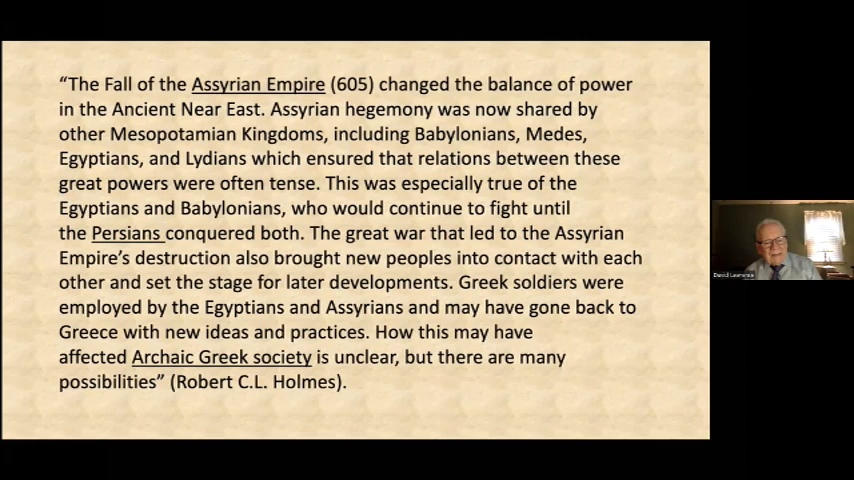 “The Fall of the Assyrian Empire (605) changed the balance of power
in the Ancient Near East. Assyrian hegemony was now shared by
other Mesopotamian Kingdoms, including Babylonians, Medes,
Egyptians, and Lydians which ensured that relations between these
great powers were often tense. This was especially true of the
Egyptians and Babylonians, who would continue to fight until
the Persians conquered both. The great war that led to the Assyrian
Empire’s destruction also brought new peoples into contact with each
other and set the stage for later developments. Greek soldiers were
employed by the Egyptians and Assyrians and may have gone back to
Greece with new ideas and practices. How this may have
affected Archaic Greek society is unclear, but there are many
possibilities” (Robert C.L. Holmes).
David